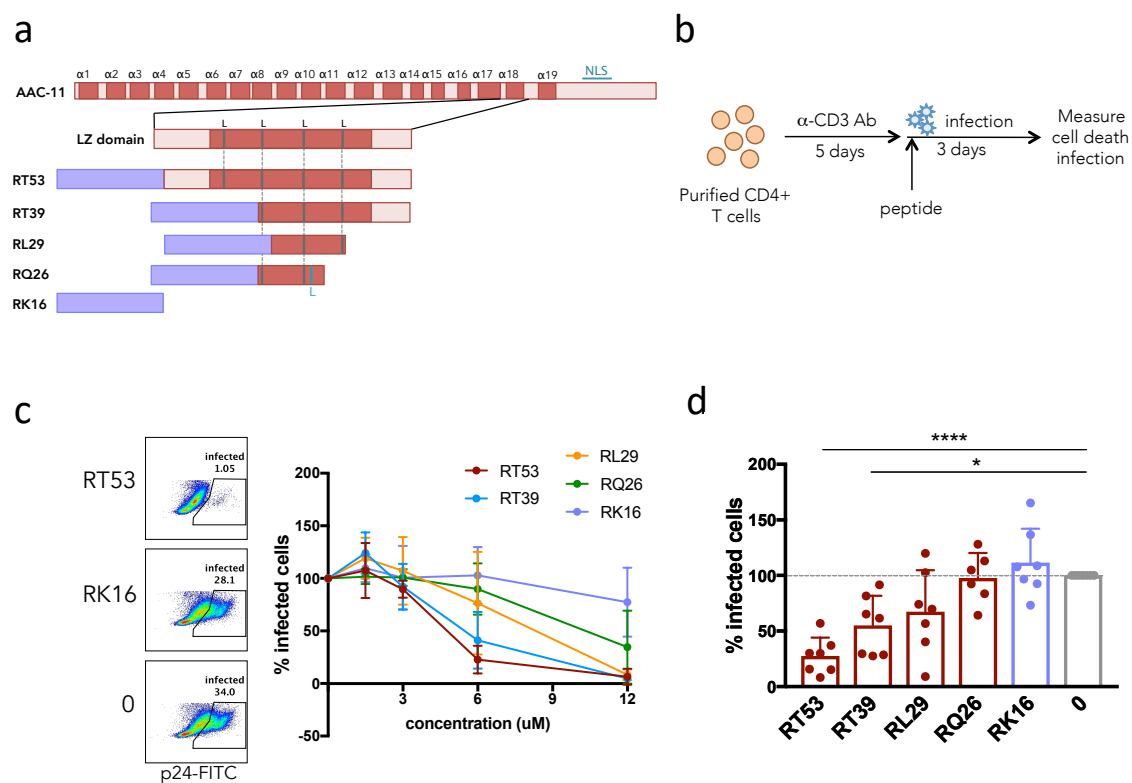 a
α1 α2 α3 α4 α5 α6 α7 α8 α9 α10 α11 α12 α13 α14 α15 α16 α17 α18 α19 NLS
AAC-11
L L L L
LZ domain
RT53
RT39
RL29
RQ26
L
RK16
b
α-CD3 Ab
5 days
infection
3 days
Measure
cell death
infection
Purified CD4+
T cells
peptide
c
RT53
infected
1.05
RK16
infected
28.1
0
infected
34.0
p24-FITC
% infected cells
200
150
100
50
0
-50
3 6 9 12
concentration (uM)
RT53
RT39
RL29
RQ26
RK16
d
****
*
% infected cells
200
150
100
50
0
RT53 RT39 RL29 RQ26 RK16 0